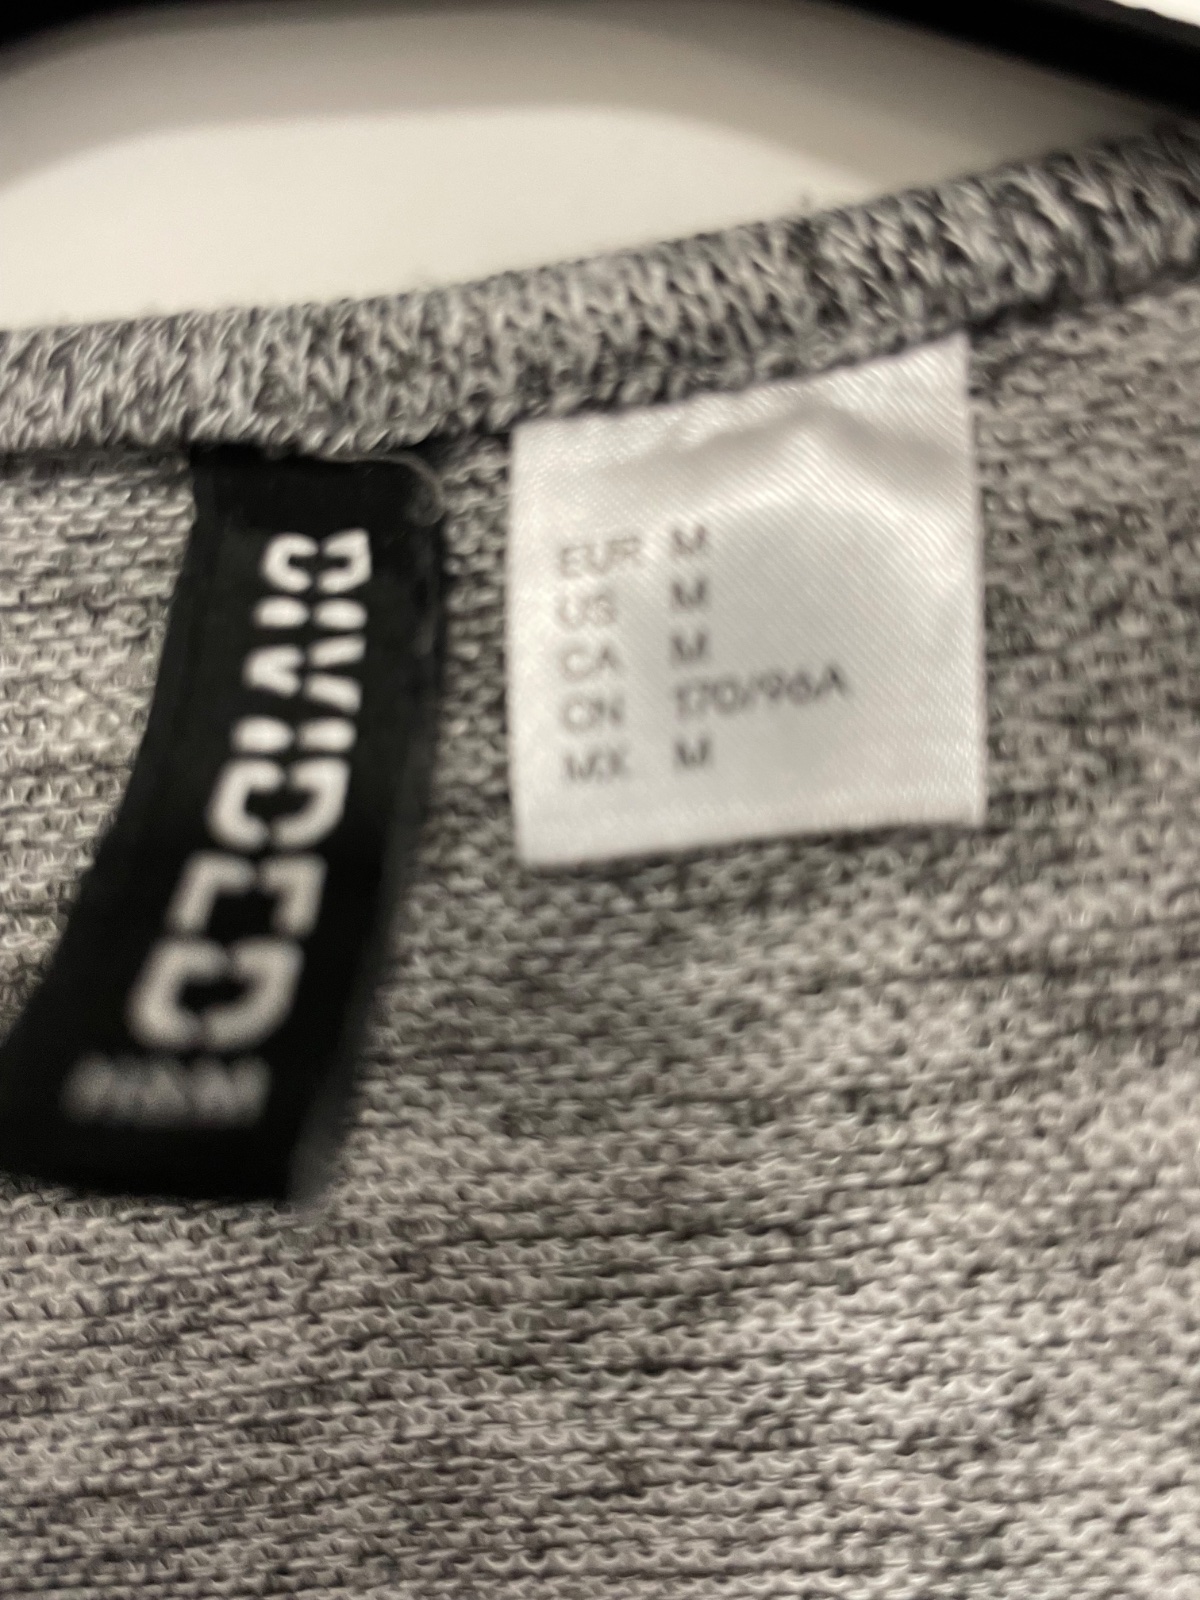 DIVIDED
H&M
EUR M
US M
CA M
CN 170/96A
MX M